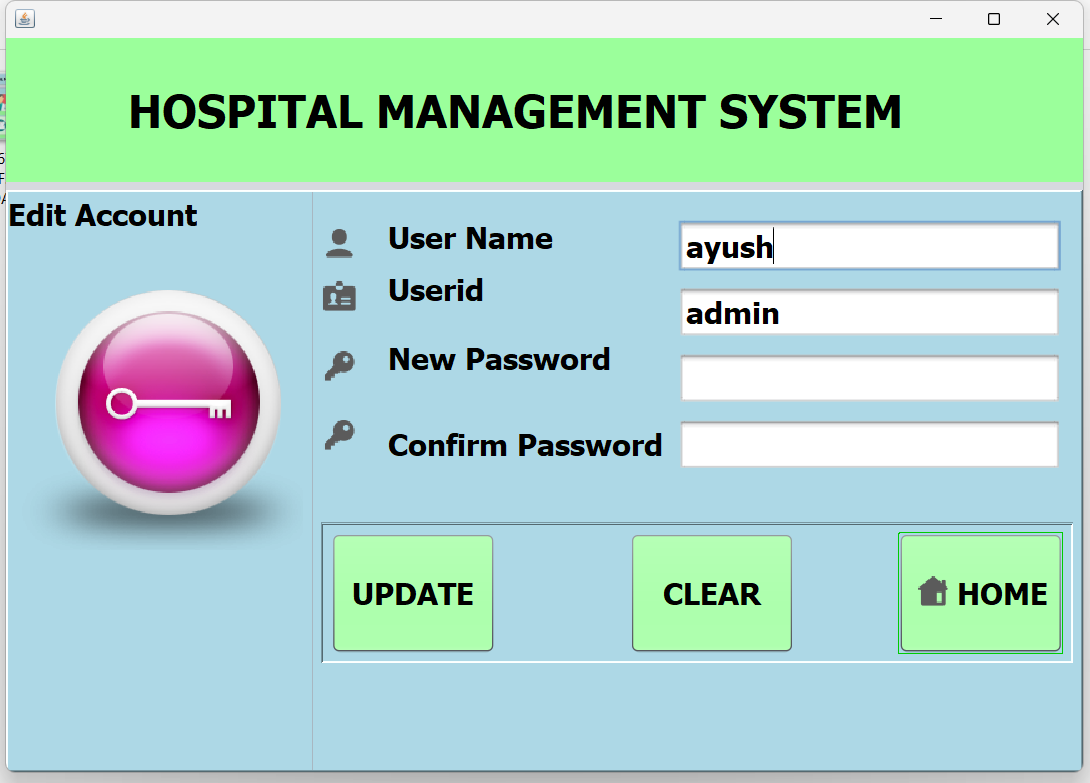 HOSPITAL MANAGEMENT SYSTEM
Edit Account
User Name
ayush
Userid
admin
New Password
Confirm Password
UPDATE
CLEAR
HOME